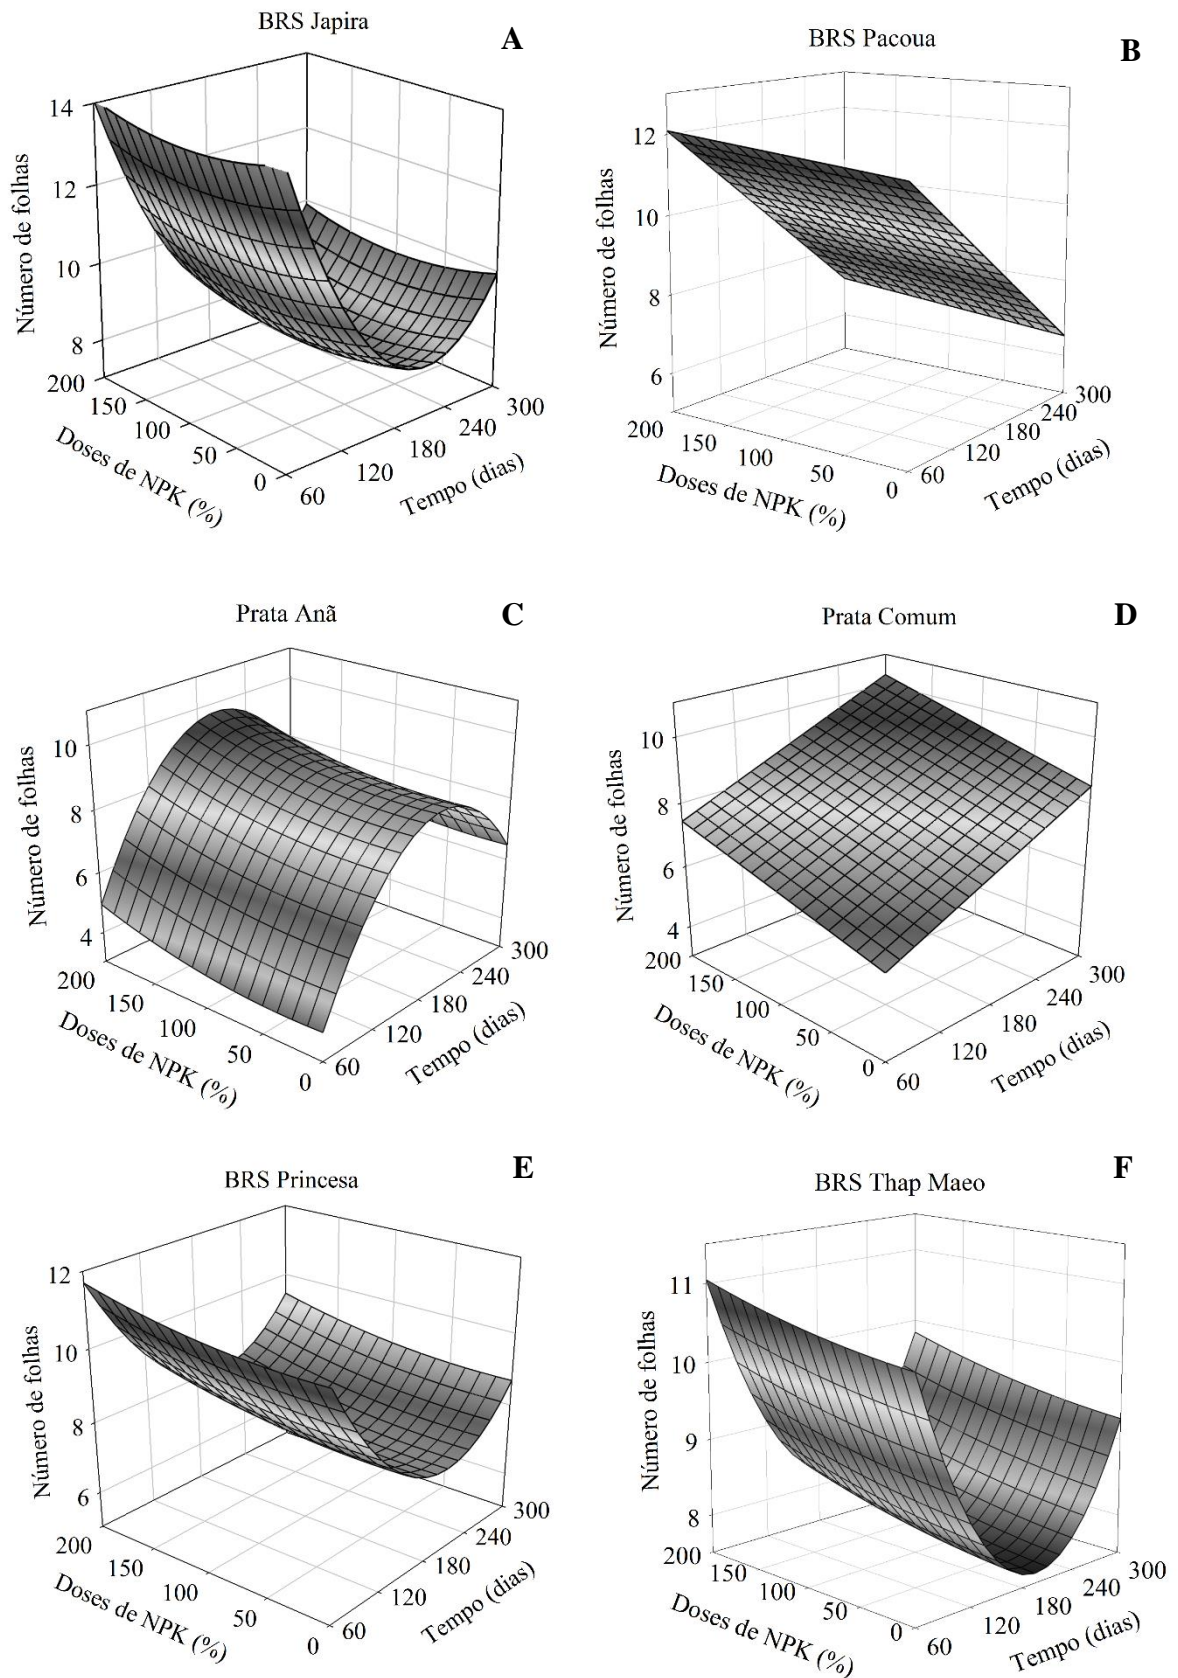 BRS Japira
A
14
12
10
8
Número de folhas
200
150
100
50
0
Doses de NPK (%)
60
120
180
240
300
Tempo (dias)
BRS Pacoua
B
12
10
8
6
Número de folhas
200
150
100
50
0
Doses de NPK (%)
60
120
180
240
300
Tempo (dias)
Prata Anã
C
10
8
6
4
Número de folhas
200
150
100
50
0
Doses de NPK (%)
60
120
180
240
300
Tempo (dias)
Prata Comum
D
10
8
6
4
Número de folhas
200
150
100
50
0
Doses de NPK (%)
60
120
180
240
300
Tempo (dias)
BRS Princesa
E
12
10
8
6
Número de folhas
200
150
100
50
0
Doses de NPK (%)
60
120
180
240
300
Tempo (dias)
BRS Thap Maeo
F
11
10
9
8
Número de folhas
200
150
100
50
0
Doses de NPK (%)
60
120
180
240
300
Tempo (dias)